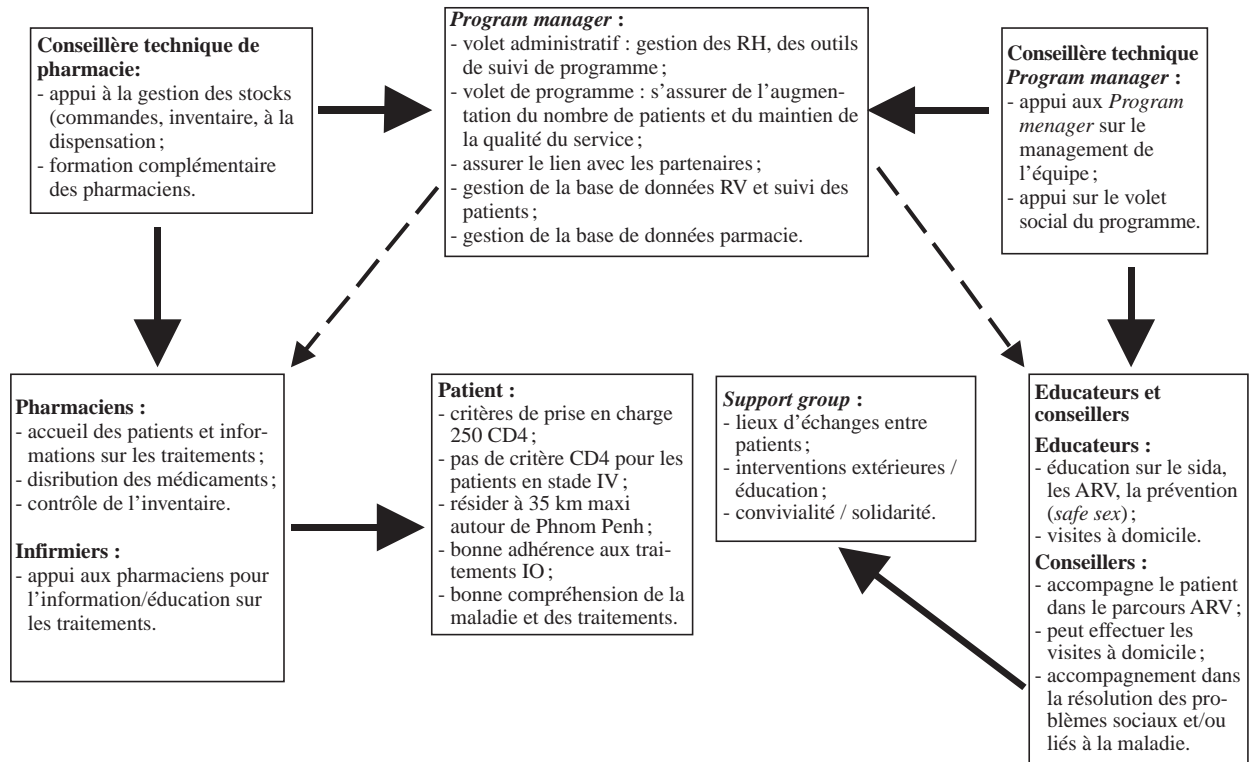 Conseillère technique de
pharmacie:
- appui à la gestion des stocks
(commandes, inventaire, à la
dispensation ;
- formation complémentaire
des pharmaciens.
Program manager :
- volet administratif : gestion des RH, des outils
de suivi de programme ;
- volet de programme : s’assurer de l’augmen-
tation du nombre de patients et du maintien de
la qualité du service ;
- assurer le lien avec les partenaires ;
- gestion de la base de données RV et suivi des
patients ;
- gestion de la base de données parmacie.
Conseillère technique
Program manager :
- appui aux Program
menager sur le
management de
l’équipe ;
- appui sur le volet
social du programme.
Pharmaciens :
- accueil des patients et infor-
mations sur les traitements ;
- disribution des médicaments ;
- contrôle de l’inventaire.
Infirmiers :
- appui aux pharmaciens pour
l’information/éducation sur
les traitements.
Patient :
- critères de prise en charge
250 CD4 ;
- pas de critère CD4 pour les
patients en stade IV ;
- résider à 35 km maxi
autour de Phnom Penh ;
- bonne adhérence aux trai-
tements IO ;
- bonne compréhension de la
maladie et des traitements.
Support group :
- lieux d’échanges entre
patients ;
- interventions extérieures /
éducation ;
- convivialité / solidarité.
Educateurs et
conseillers
Educateurs :
- éducation sur le sida,
les ARV, la prévention
(safe sex) ;
- visites à domicile.
Conseillers :
- accompagne le patient
dans le parcours ARV ;
- peut effectuer les
visites à domicile ;
- accompagnement dans
la résolution des pro-
blèmes sociaux et/ou
liés à la maladie.